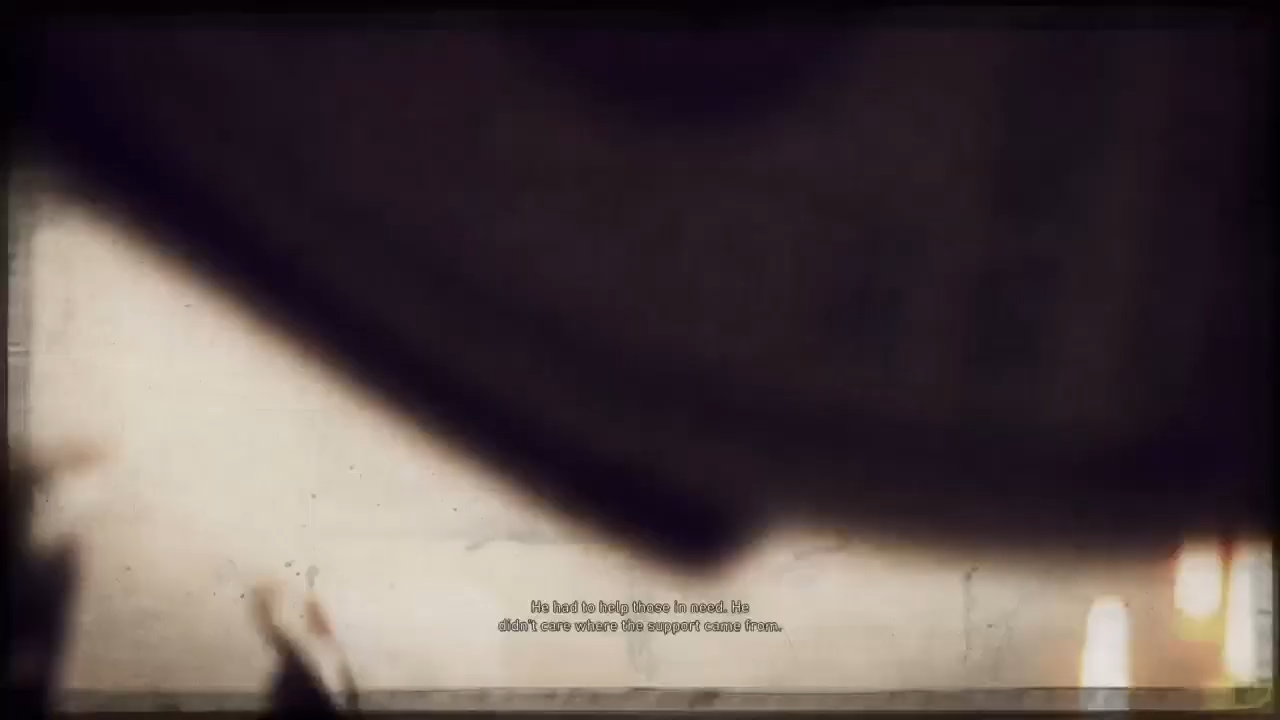 He had to help those in need. He
didn't care where the support came from.